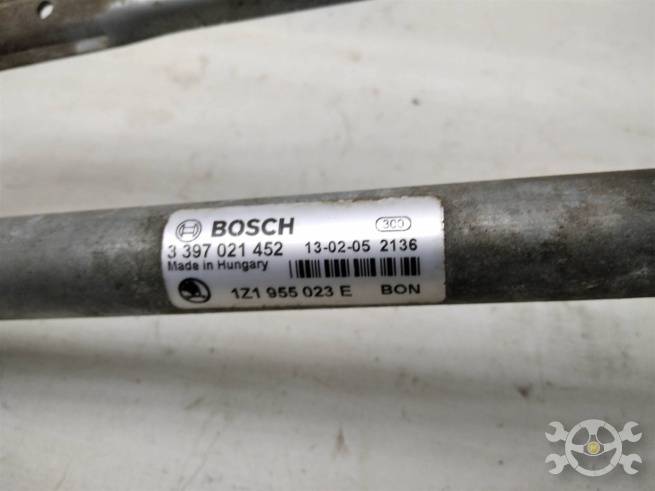 BOSCH 300
3 397 021 452 13-02-05 2136
Made in Hungary
1Z1 955 023 E BON